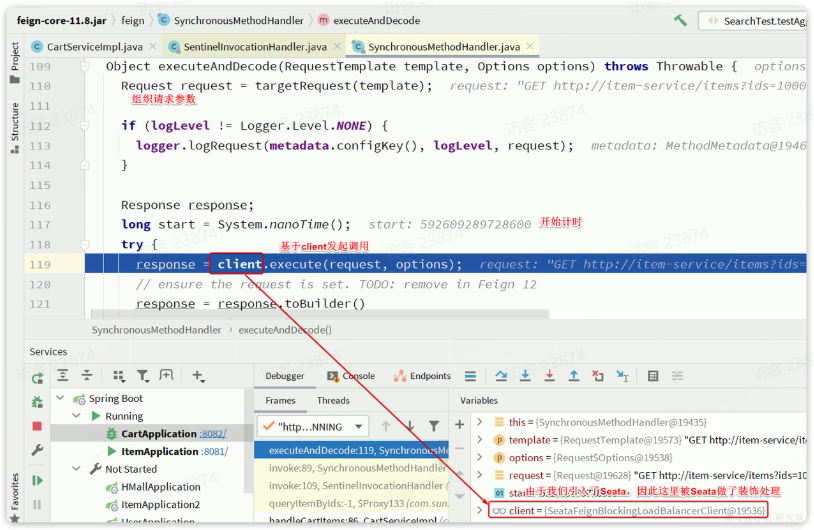 feign-core-11.8.jar › feign › SynchronousMethodHandler › executeAndDecode
SearchTest.testAgg
CartServiceImpl.java
SentinelInvocationHandler.java
SynchronousMethodHandler.java
Project
Structure
Favorites
109 Object executeAndDecode(RequestTemplate template, Options options) throws Throwable { options
110 Request request = targetRequest(template); request: "GET http://item-service/items?ids=1000
111 组织请求参数
112 if (logLevel != Logger.Level.NONE) {
113 logger.logRequest(metadata.configKey(), logLevel, request); metadata: MethodMetadata@1946
114 }
115
116 Response response;
117 long start = System.nanoTime(); start: 592609289728600 开始计时
118 try { 基于client发起调用
119 response = client.execute(request, options); request: "GET http://item-service/items?ids=
120 // ensure the request is set. TODO: remove in Feign 12
121 response = response.toBuilder()
SynchronousMethodHandler › executeAndDecode()
Services
Debugger
Console
Endpoints
Frames
Threads
Variables
Spring Boot
Running
CartApplication :8082/
ItemApplication :8081/
Not Started
HMallApplication
ItemApplication2
UserApplication
"http...NNING
executeAndDecode:119, SynchronousMethodHandler
invoke:89, SynchronousMethodHandler
invoke:109, SentinelInvocationHandler
queryItemByIds:-1, $Proxy133 (com.sun.
handleCartItems:86, CartServiceImpl
this = {SynchronousMethodHandler@19435}
template = {RequestTemplate@19573} "GET http://item-service/ite
options = {Request$Options@19538}
request = {Request@19628} "GET http://item-service/items?ids=10
由于我们引入了Seata，因此这里被Seata做了装饰处理
client = {SeataFeignBlockingLoadBalancerClient@19536}
访客 23874